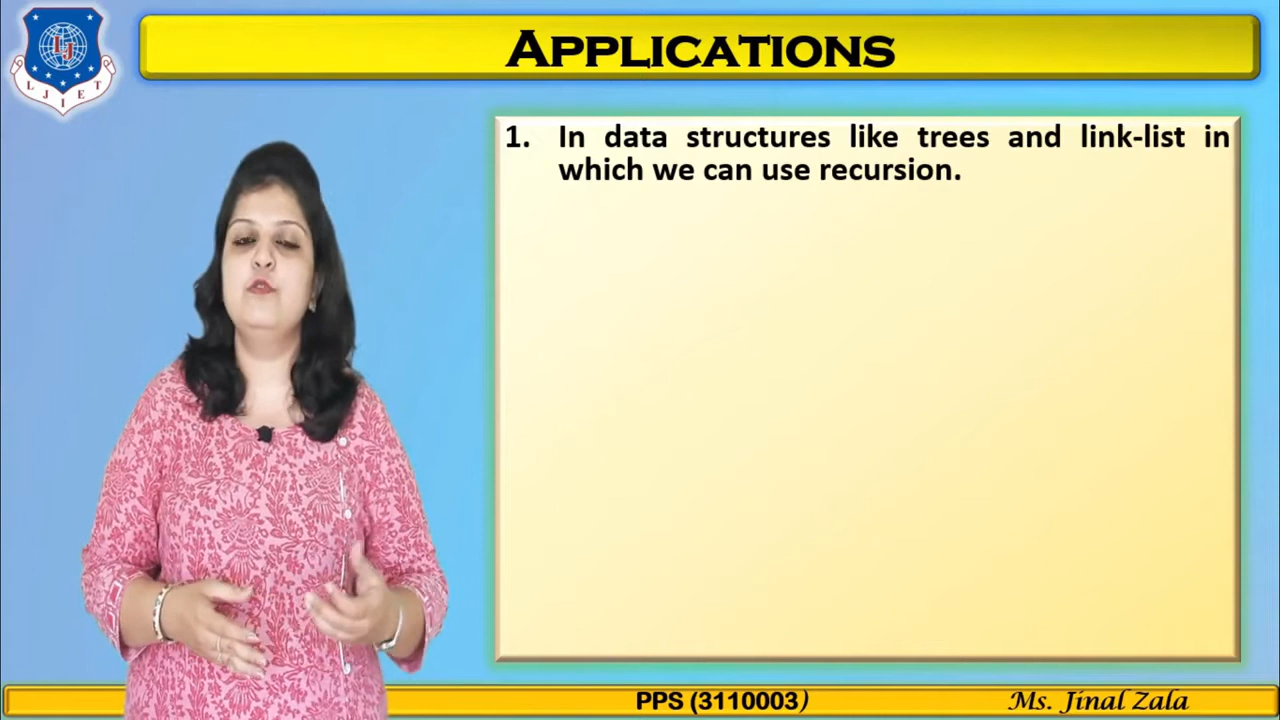 APPLICATIONS
LJ
LJIET
1. In data structures like trees and link-list in
which we can use recursion.
PPS (3110003)
Ms. Jinal Zala